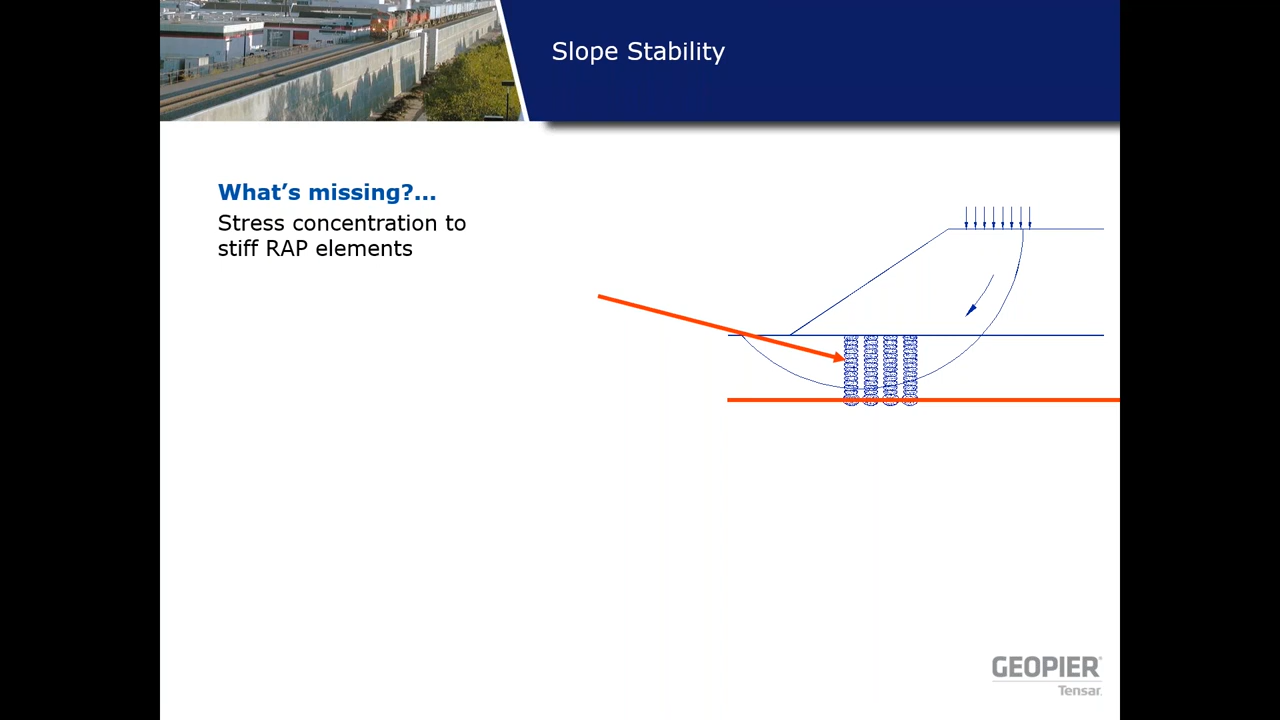 Slope Stability
What’s missing?...
Stress concentration to
stiff RAP elements
GEOPIER®
Tensar.